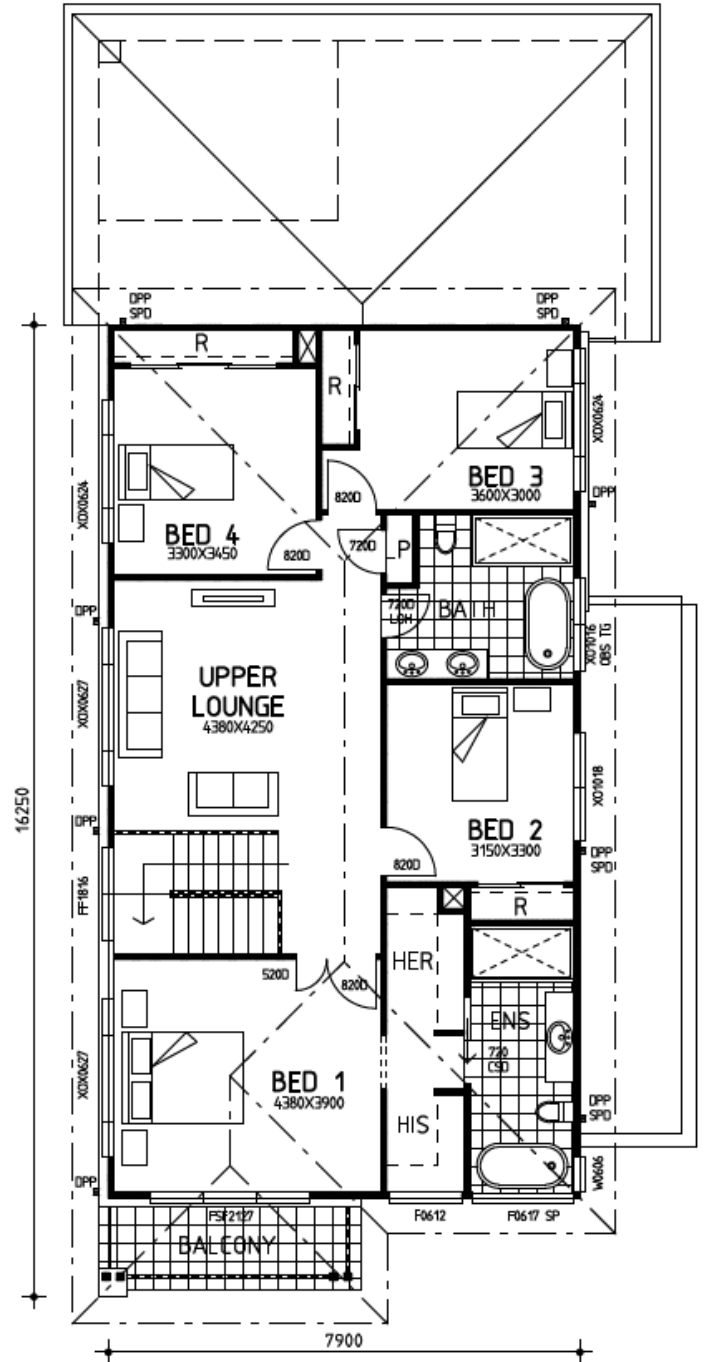 DPP
SPD
DPP
SPD
R
R
XOX0624
BED 3
3600X3000
820D
DPP
XOX0624
BED 4
3300X3450
820D
720D
P
720D
LOH
BATH
DPP
XO1016
OBS TG
UPPER
LOUNGE
4380X4250
XOX0627
16250
XO1018
DPP
BED 2
3150X3300
820D
DPP
SPD
FF1816
R
HER
520D
820D
ENS
720
CSD
XOX0627
BED 1
4380X3900
HIS
DPP
SPD
DPP
W0606
PSF2127
F0612
F0617 SP
BALCONY
7900